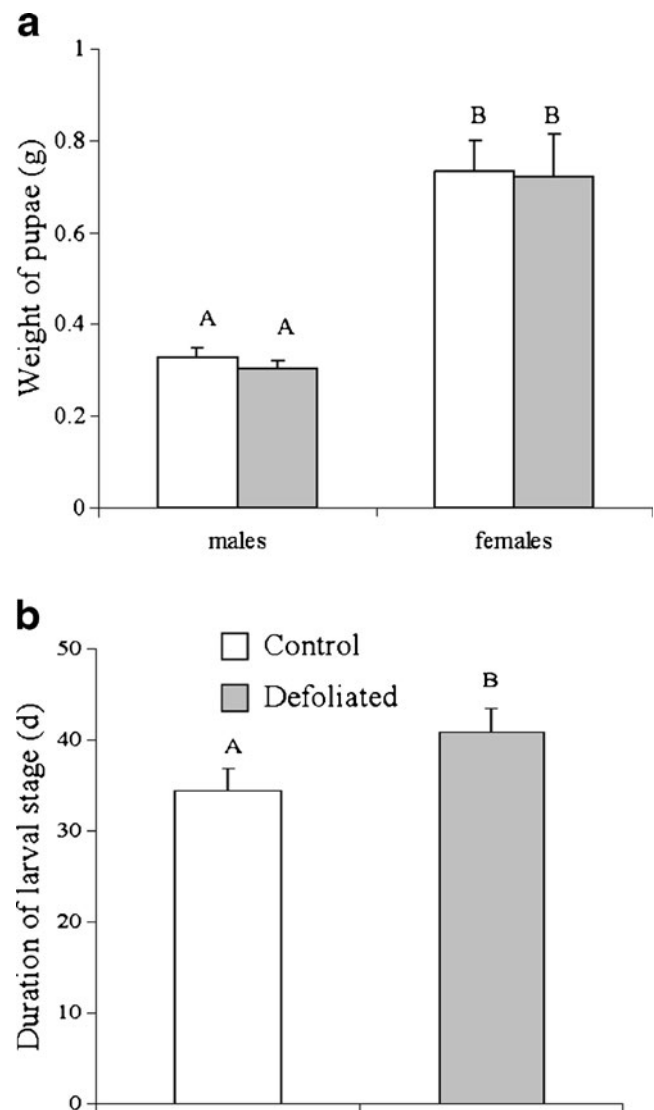 a
Weight of pupae (g)
1
0.8
0.6
0.4
0.2
0
A
A
B
B
males
females
b
Duration of larval stage (d)
50
40
30
20
10
0
Control
Defoliated
A
B